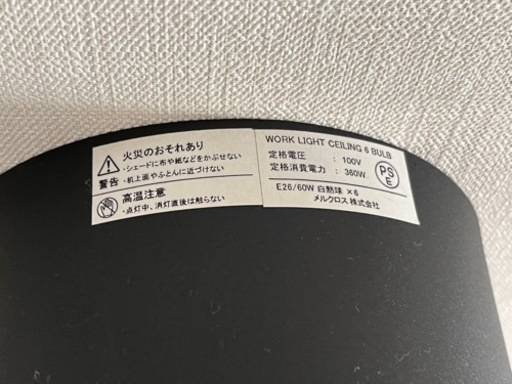 火災のおそれあり
・シェードに布や紙などをかぶせない
警告・机上面やふとんに近づけない
高温注意
・点灯中、消灯直後は触らない
WORK LIGHT CEILING 6 BULB
定格電圧 : 100V
定格消費電力 : 360W
PSE
E26/60W 白熱球 ×6
メルクロス 株式会社